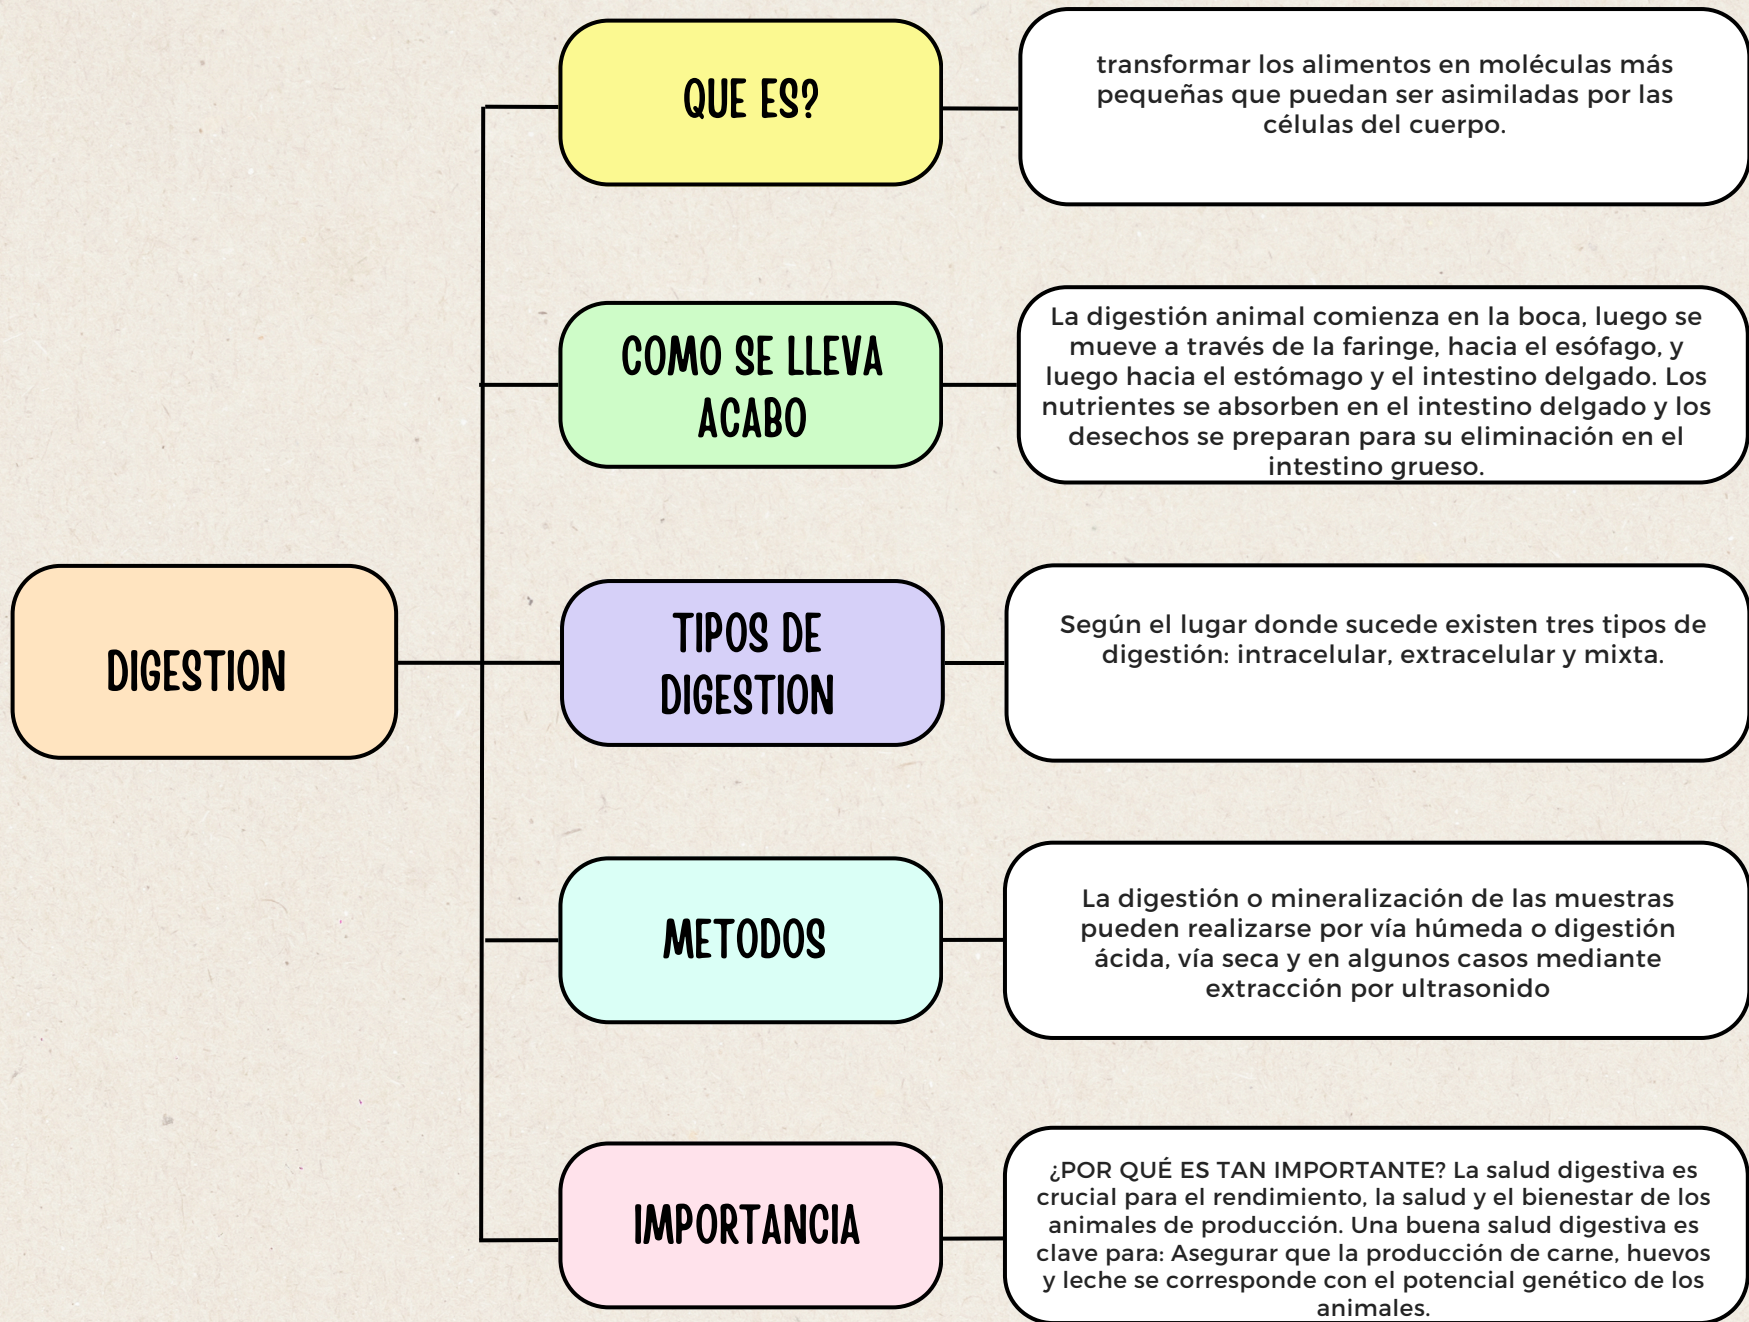 QUE ES?
transformar los alimentos en moléculas más
pequeñas que puedan ser asimiladas por las
células del cuerpo.
COMO SE LLEVA
ACABO
La digestión animal comienza en la boca, luego se
mueve a través de la faringe, hacia el esófago, y
luego hacia el estómago y el intestino delgado. Los
nutrientes se absorben en el intestino delgado y los
desechos se preparan para su eliminación en el
intestino grueso.
DIGESTION
TIPOS DE
DIGESTION
Según el lugar donde sucede existen tres tipos de
digestión: intracelular, extracelular y mixta.
METODOS
La digestión o mineralización de las muestras
pueden realizarse por vía húmeda o digestión
ácida, vía seca y en algunos casos mediante
extracción por ultrasonido
IMPORTANCIA
¿POR QUÉ ES TAN IMPORTANTE? La salud digestiva es
crucial para el rendimiento, la salud y el bienestar de los
animales de producción. Una buena salud digestiva es
clave para: Asegurar que la producción de carne, huevos
y leche se corresponde con el potencial genético de los
animales.